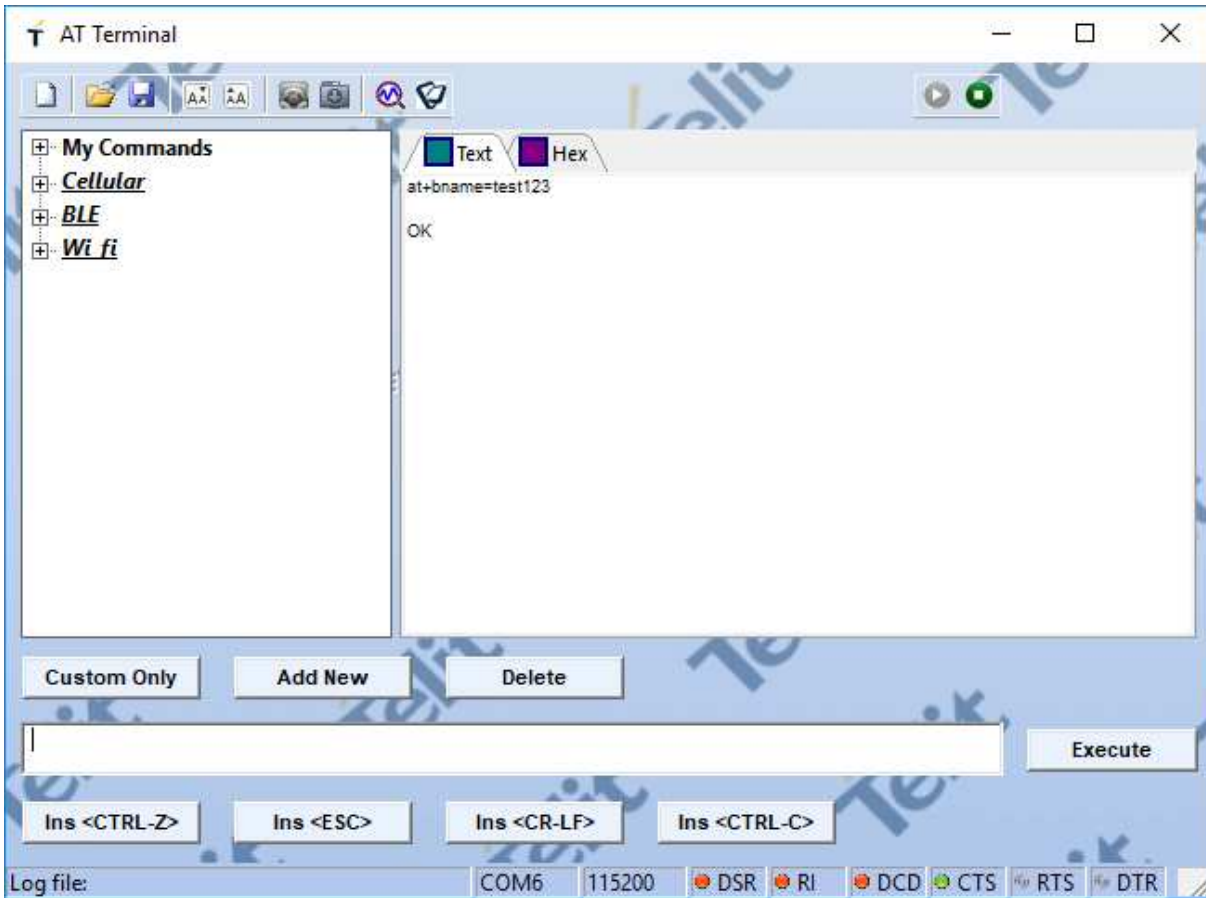 AT Terminal
My Commands
Cellular
BLE
Wi fi
Text Hex
at+bname=test123
OK
Custom Only Add New Delete
Execute
Ins <CTRL-Z> Ins <ESC> Ins <CR-LF> Ins <CTRL-C>
Log file: COM6 115200 DSR RI DCD CTS RTS DTR